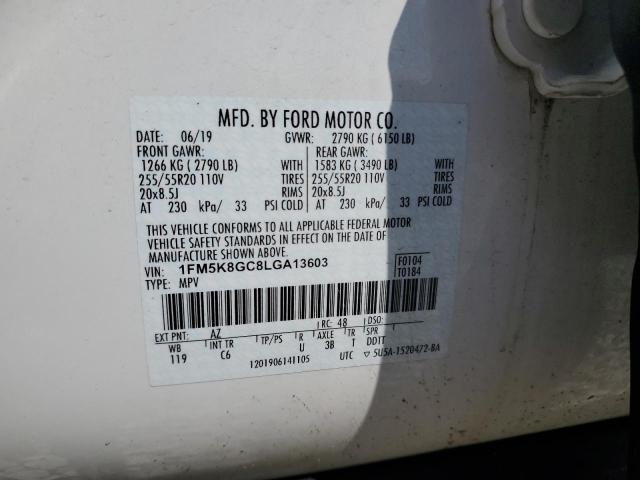 MFD. BY FORD MOTOR CO.
DATE: 06/19 GVWR: 2790 KG ( 6150 LB)
FRONT GAWR: REAR GAWR:
1266 KG ( 2790 LB) WITH 1583 KG ( 3490 LB) WITH
255/55R20 110V TIRES 255/55R20 110V TIRES
20x8.5J RIMS 20x8.5J RIMS
AT 230 kPa/ 33 PSI COLD AT 230 kPa/ 33 PSI COLD
THIS VEHICLE CONFORMS TO ALL APPLICABLE FEDERAL MOTOR
VEHICLE SAFETY STANDARDS IN EFFECT ON THE DATE OF
MANUFACTURE SHOWN ABOVE.
VIN: 1FM5K8GC8LGA13603 F0104
TYPE: MPV T0184
EXT PNT: AZ RC: 48 DSO:
WB INT TR TP/PS R AXLE TR SPR
119 C6 U 3B T DDTT
1201906141105 UTC ▽ 5U5A-1520472-BA